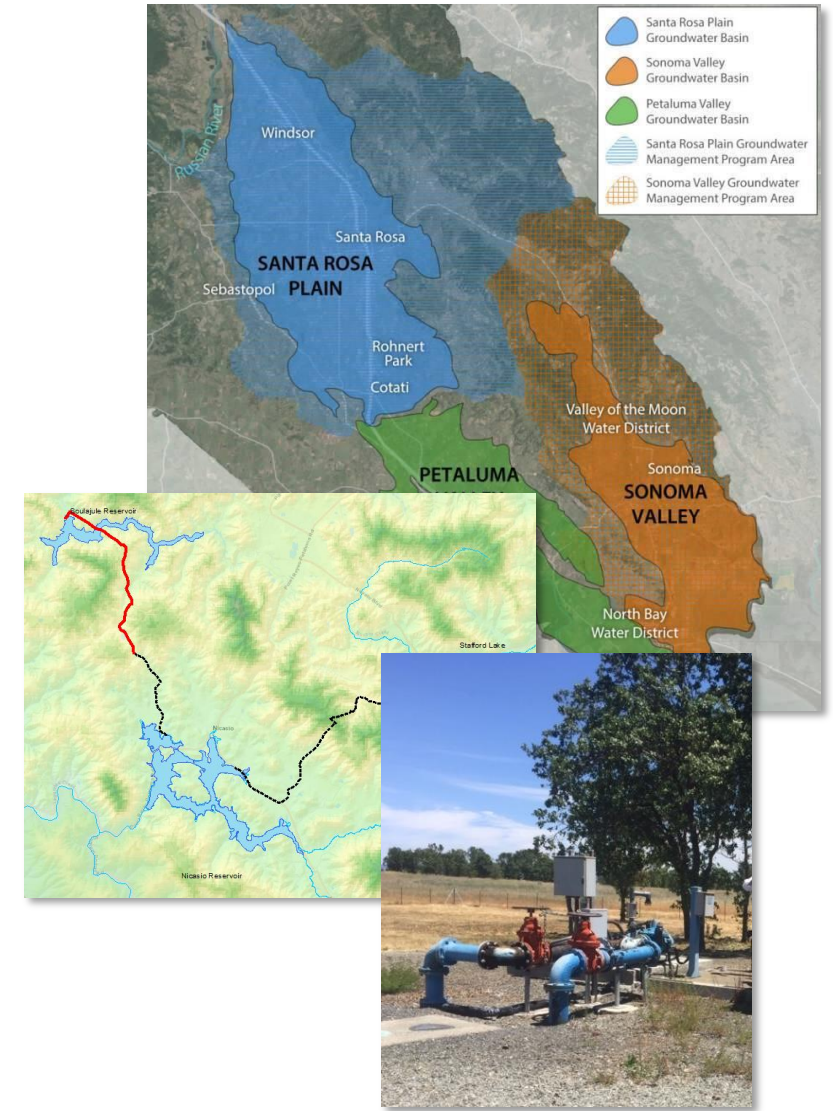 Santa Rosa Plain
Groundwater Basin
Sonoma Valley
Groundwater Basin
Petaluma Valley
Groundwater Basin
Santa Rosa Plain Groundwater
Management Program Area
Sonoma Valley Groundwater
Management Program Area
Russian River
Windsor
Santa Rosa
SANTA ROSA
PLAIN
Sebastopol
Rohnert
Park
Cotati
Valley of the Moon
Water District
PETALUMA
Sonoma
SONOMA
VALLEY
North Bay
Water District
Soulajule Reservoir
Stafford Lake
Nicasio
Nicasio Reservoir